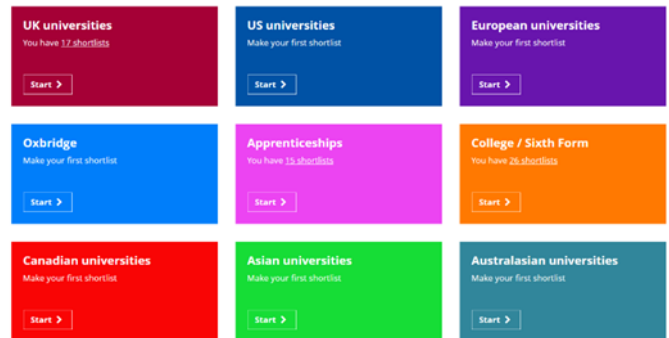 UK universities
You have 17 shortlists
Start
US universities
Make your first shortlist
Start
European universities
Make your first shortlist
Start
Oxbridge
Make your first shortlist
Start
Apprenticeships
You have 15 shortlists
Start
College / Sixth Form
You have 26 shortlists
Start
Canadian universities
Make your first shortlist
Start
Asian universities
Make your first shortlist
Start
Australasian universities
Make your first shortlist
Start